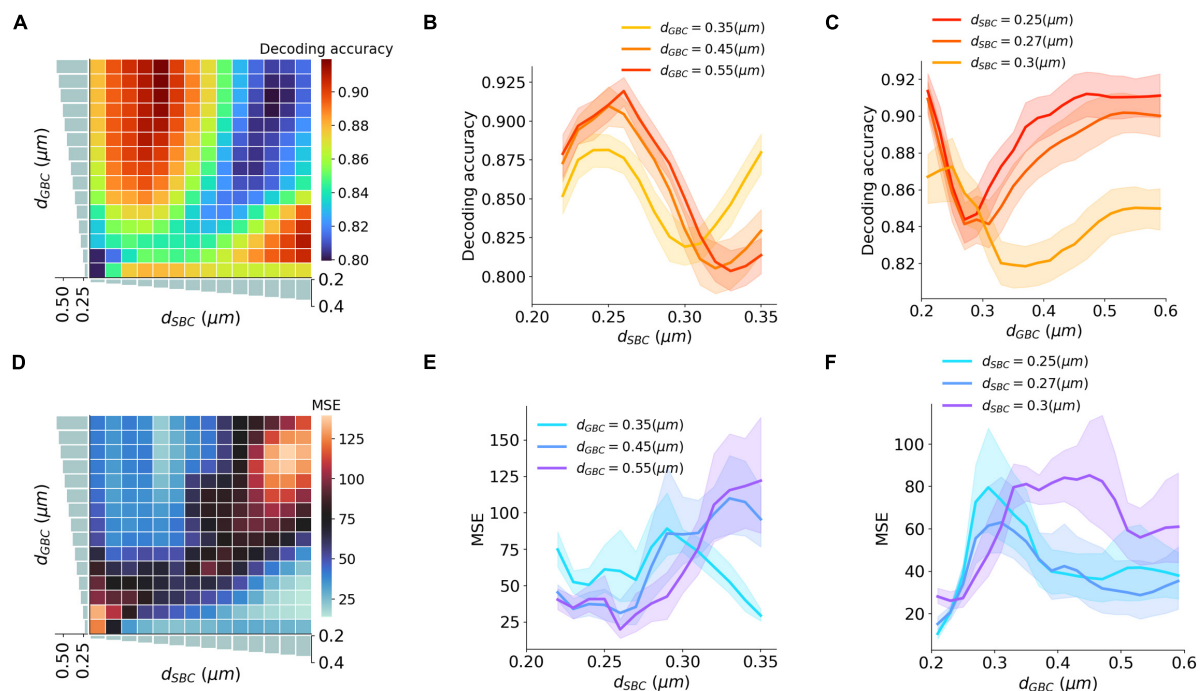 A
Decoding accuracy
0.90
0.88
0.86
0.84
0.82
0.80
d_GBC (μm)
0.50
0.25
0.2
0.4
d_SBC (μm)
B
d_GBC = 0.35(μm)
d_GBC = 0.45(μm)
d_GBC = 0.55(μm)
Decoding accuracy
0.925
0.900
0.875
0.850
0.825
0.800
0.20
0.25
0.30
0.35
d_SBC (μm)
C
d_SBC = 0.25(μm)
d_SBC = 0.27(μm)
d_SBC = 0.3(μm)
Decoding accuracy
0.92
0.90
0.88
0.86
0.84
0.82
0.2
0.3
0.4
0.5
0.6
d_GBC (μm)
D
MSE
125
100
75
50
25
d_GBC (μm)
0.50
0.25
0.2
0.4
d_SBC (μm)
E
d_GBC = 0.35(μm)
d_GBC = 0.45(μm)
d_GBC = 0.55(μm)
MSE
150
125
100
75
50
25
0.20
0.25
0.30
0.35
d_SBC (μm)
F
d_SBC = 0.25(μm)
d_SBC = 0.27(μm)
d_SBC = 0.3(μm)
MSE
100
80
60
40
20
0.2
0.3
0.4
0.5
0.6
d_GBC (μm)